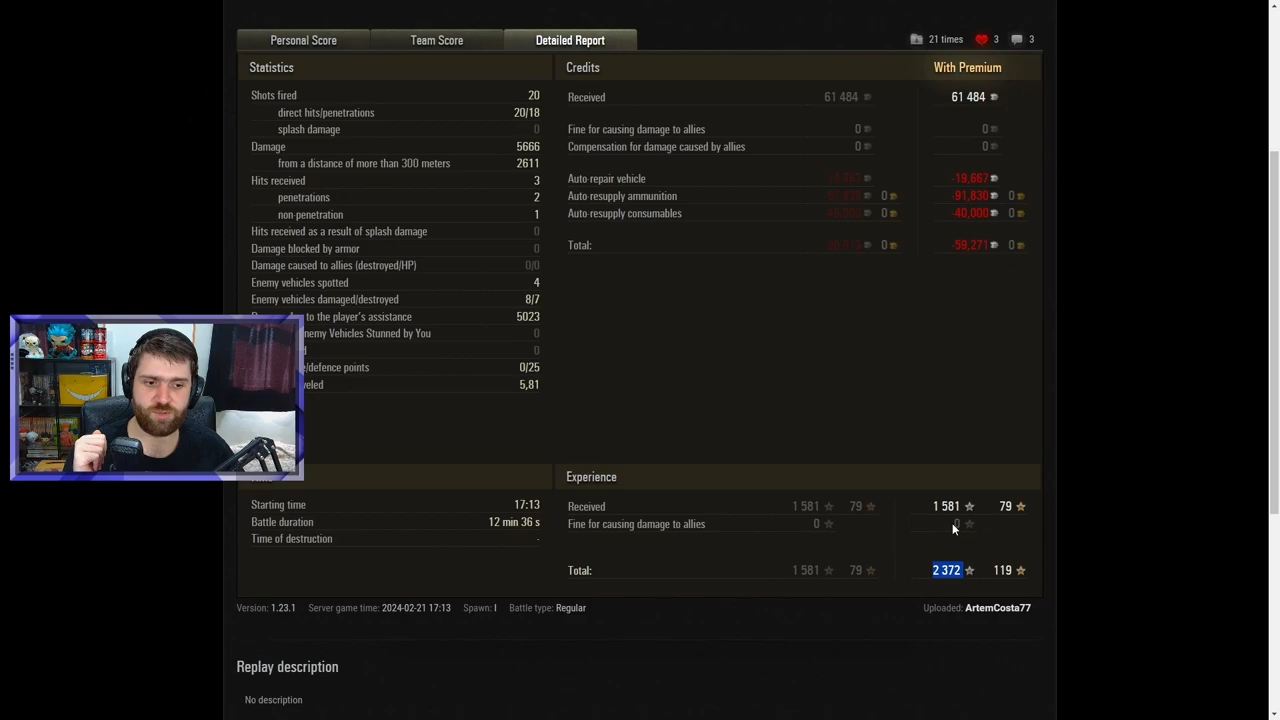 Personal Score Team Score Detailed Report 21 times 3 3
Statistics
Shots fired 20
direct hits/penetrations 20/18
splash damage 0
Damage 5666
from a distance of more than 300 meters 2611
Hits received 3
penetrations 2
non-penetration 1
Hits received as a result of splash damage 0
Damage blocked by armor 0
Damage caused to allies (destroyed/HP) 0/0
Enemy vehicles spotted 4
Enemy vehicles damaged/destroyed 8/7
to the player's assistance 5023
nemy Vehicles Stunned by You 0
0
/defence points 0/25
veled 5,81
Credits With Premium
Received 61 484 61 484
Fine for causing damage to allies 0 0
Compensation for damage caused by allies 0 0
Auto-repair vehicle -19,667
Auto-resupply ammunition 0 -91,830 0
Auto-resupply consumables 0 -40,000 0
Total: 0 -59,271 0
Starting time 17:13
Battle duration 12 min 36 s
Time of destruction -
Experience
Received 1 581 79 1 581 79
Fine for causing damage to allies 0 0
Total: 1 581 79 2 372 119
Version: 1.23.1 Server game time: 2024-02-21 17:13 Spawn: I Battle type: Regular Uploaded: ArtemCosta77
Replay description
No description